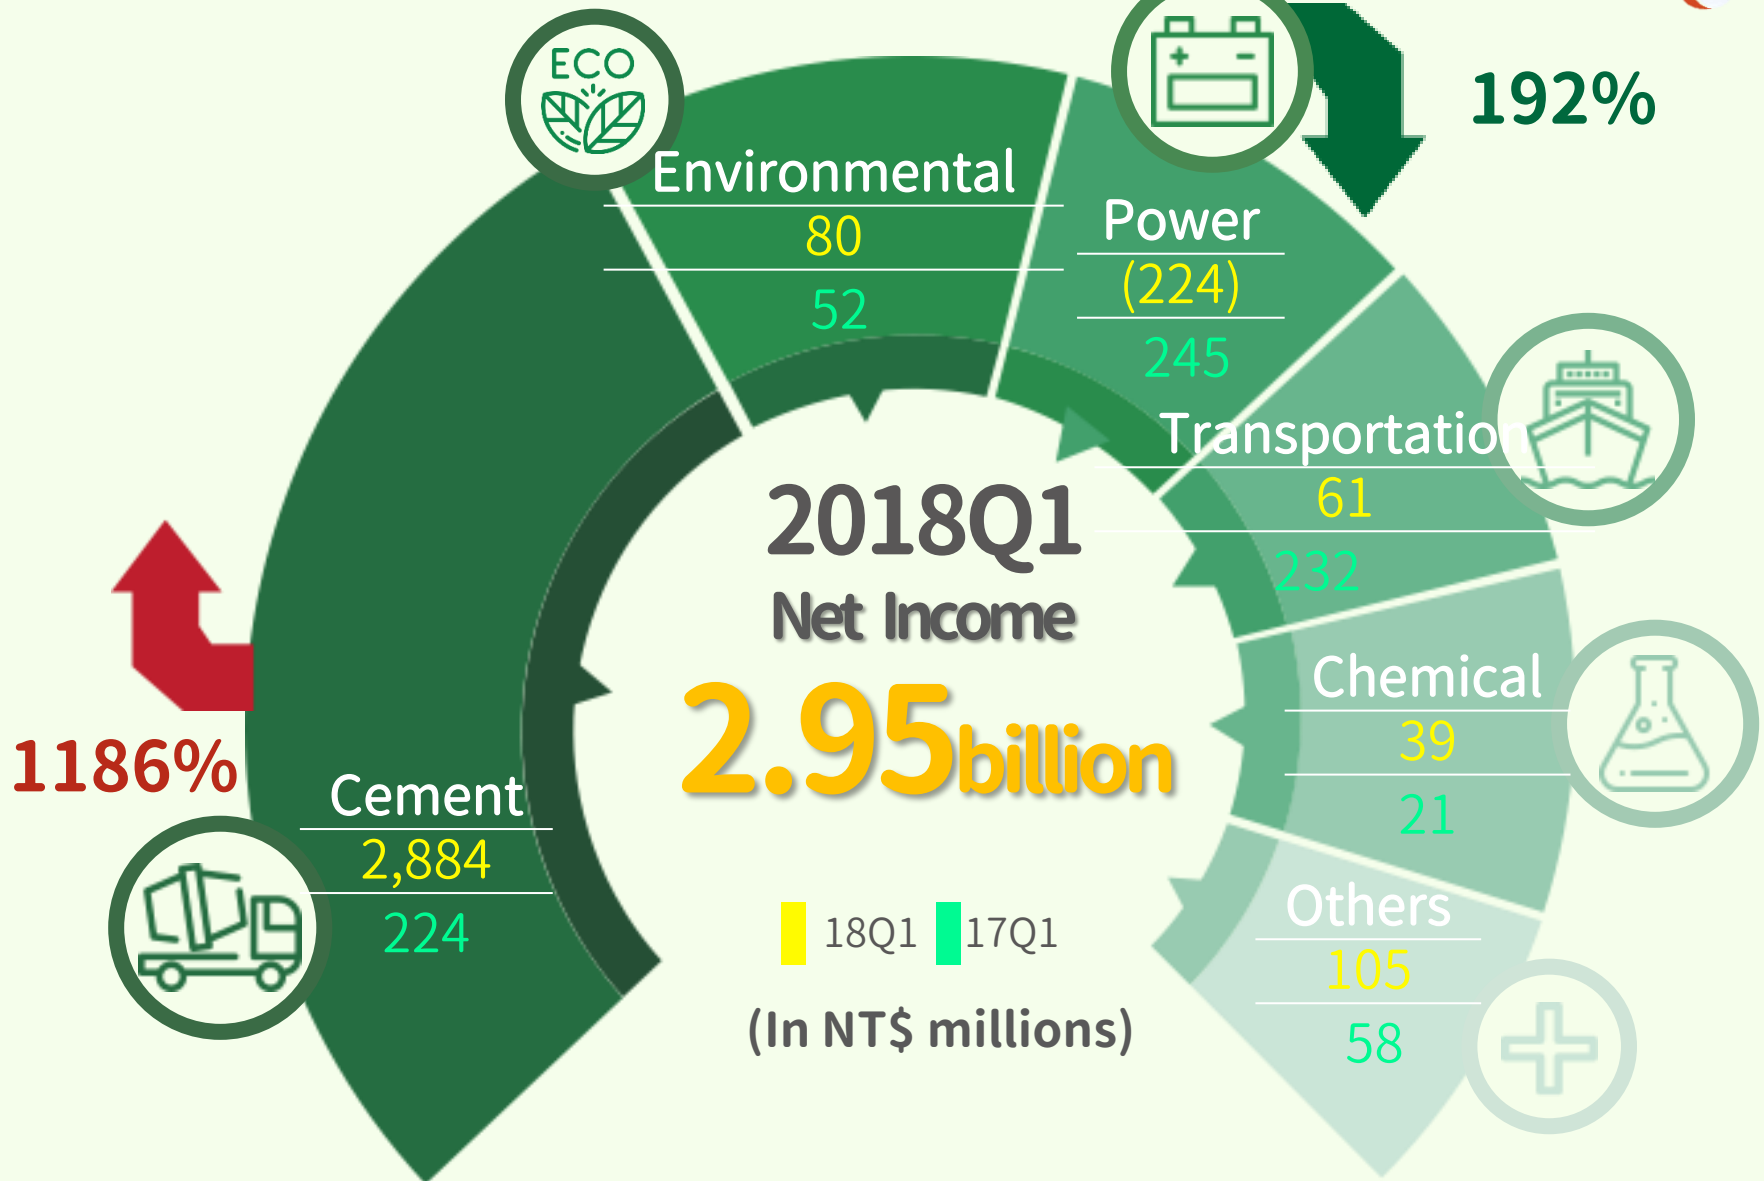 ECO
192%
Environmental
80
52
Power
(224)
245
Transportation
61
232
2018Q1
Net Income
2.95billion
Chemical
39
21
1186%
Cement
2,884
224
Others
105
58
18Q1 17Q1
(In NT$ millions)